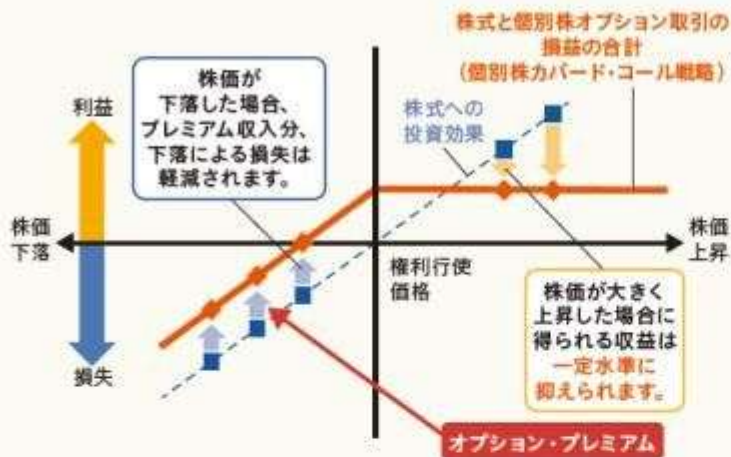 株式と個別株オプション取引の
損益の合計
(個別株カバード・コール戦略)
株価が
下落した場合、
プレミアム収入分、
下落による損失は
軽減されます。
利益
株式への
投資効果
株価
下落
株価
上昇
権利行使
価格
株価が大きく
上昇した場合に
得られる収益は
一定水準に
抑えられます。
損失
オプション・プレミアム